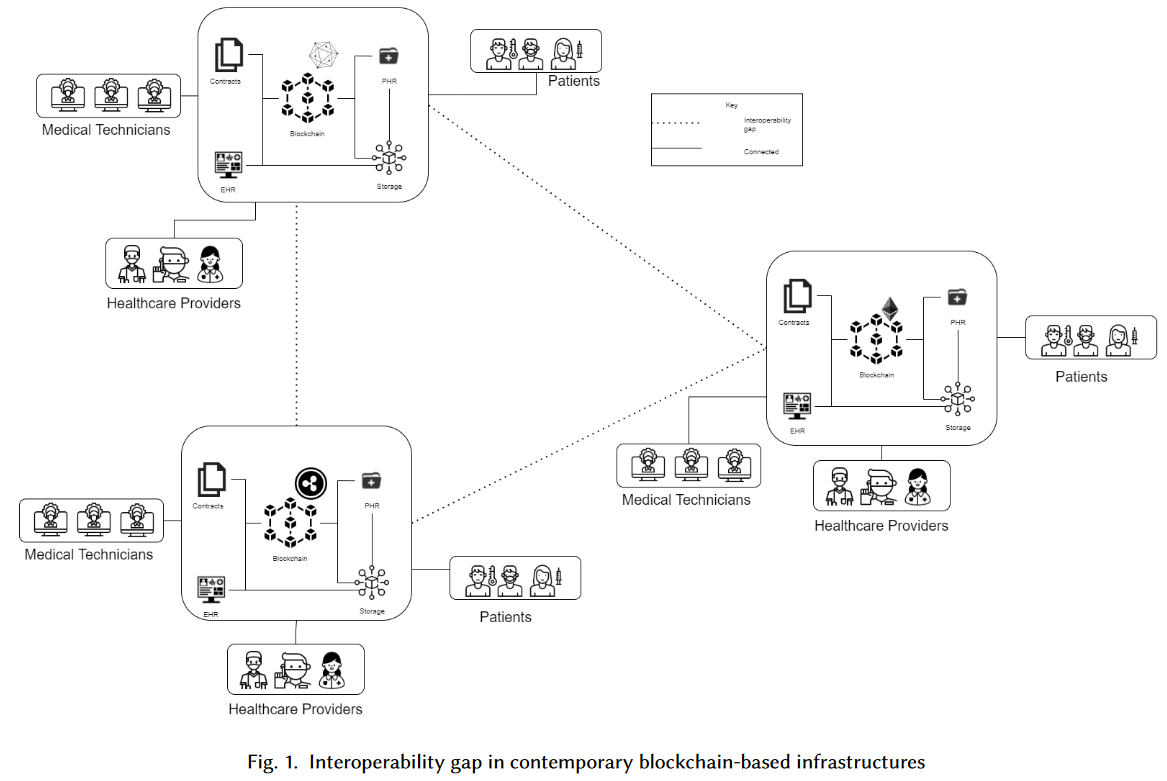 Contracts
PHR
Blockchain
EHR
Storage
Medical Technicians
Patients
Healthcare Providers
Key
Interoperability
gap
Connected
Contracts
PHR
Blockchain
EHR
Storage
Patients
Medical Technicians
Healthcare Providers
Contracts
PHR
Blockchain
EHR
Storage
Medical Technicians
Patients
Healthcare Providers
Fig. 1. Interoperability gap in contemporary blockchain-based infrastructures